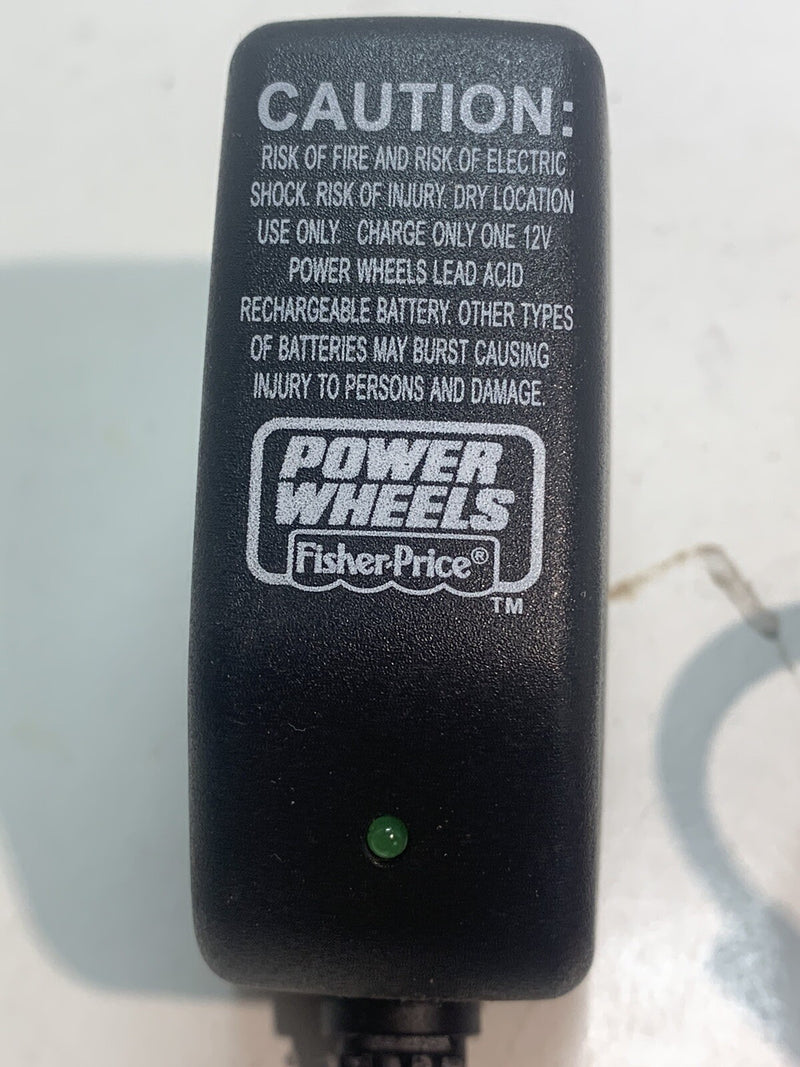 CAUTION:
RISK OF FIRE AND RISK OF ELECTRIC
SHOCK. RISK OF INJURY. DRY LOCATION
USE ONLY. CHARGE ONLY ONE 12V
POWER WHEELS LEAD ACID
RECHARGEABLE BATTERY. OTHER TYPES
OF BATTERIES MAY BURST CAUSING
INJURY TO PERSONS AND DAMAGE.
POWER
WHEELS
Fisher-Price®
TM